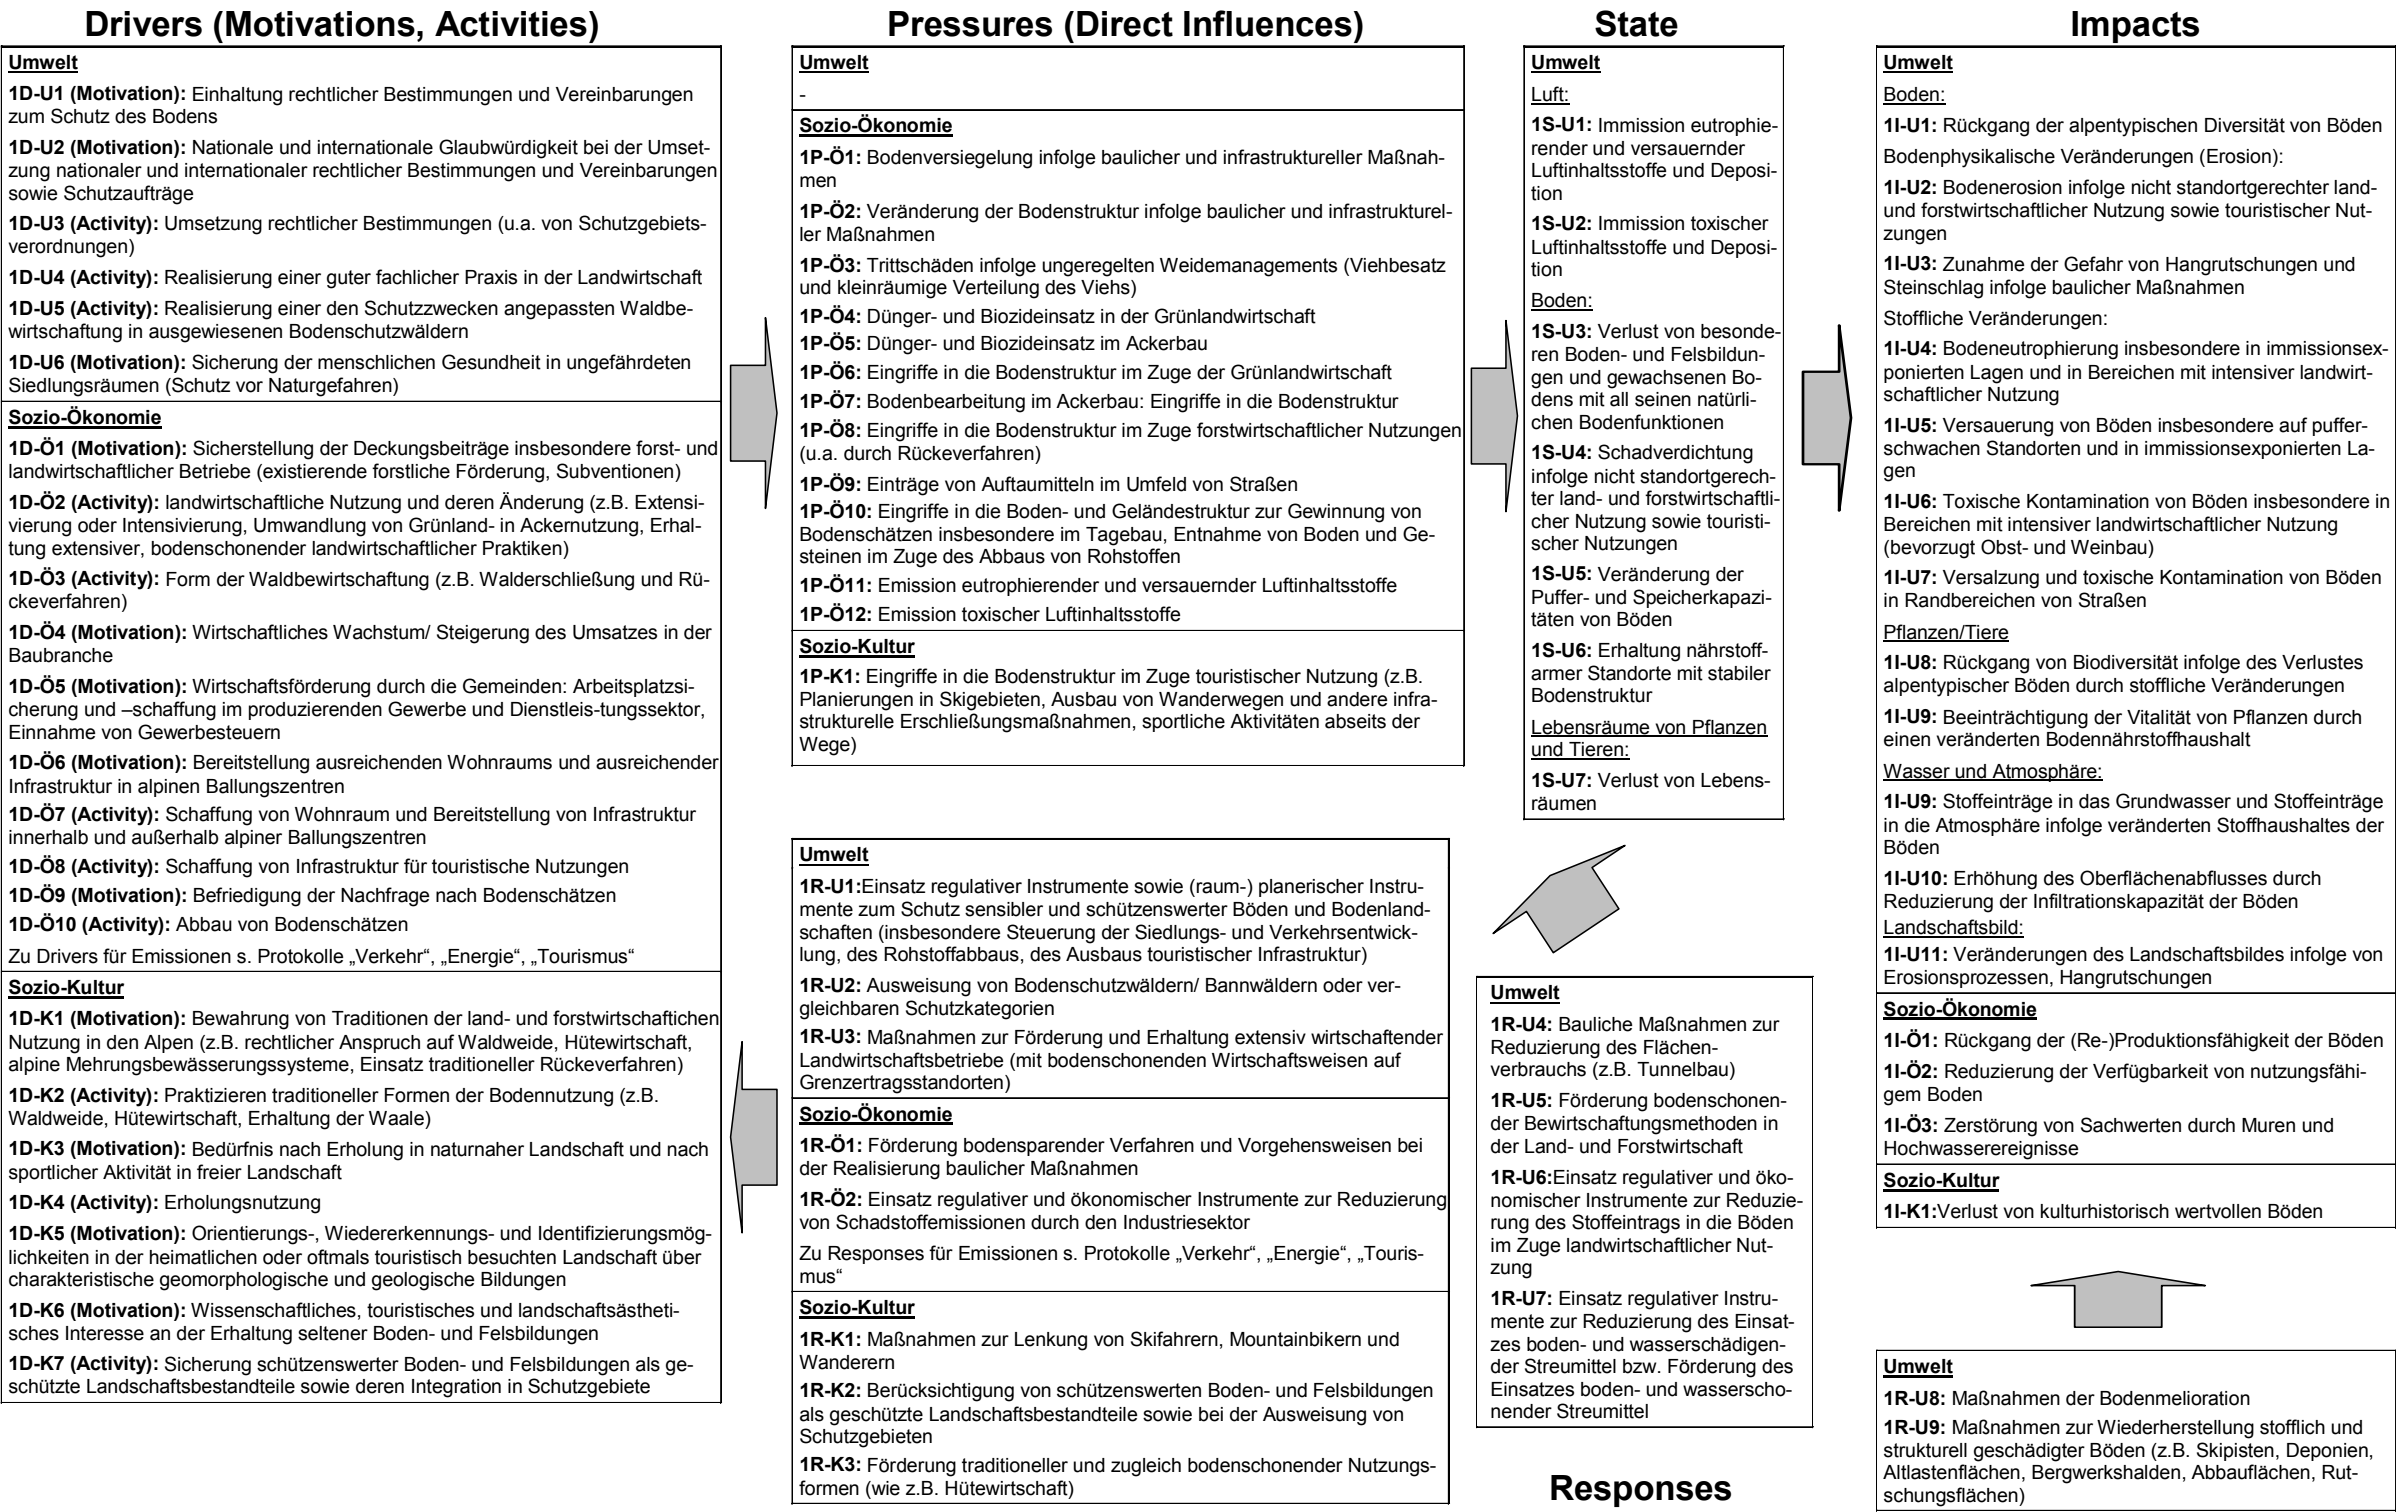 Drivers (Motivations, Activities)
Umwelt
1D-U1 (Motivation): Einhaltung rechtlicher Bestimmungen und Vereinbarungen
zum Schutz des Bodens
1D-U2 (Motivation): Nationale und internationale Glaubwürdigkeit bei der Umset-
zung nationaler und internationaler rechtlicher Bestimmungen und Vereinbarungen
sowie Schutzaufträge
1D-U3 (Activity): Umsetzung rechtlicher Bestimmungen (u.a. von Schutzgebiets-
verordnungen)
1D-U4 (Activity): Realisierung einer guter fachlicher Praxis in der Landwirtschaft
1D-U5 (Activity): Realisierung einer den Schutzzwecken angepassten Waldbe-
wirtschaftung in ausgewiesenen Bodenschutzwäldern
1D-U6 (Motivation): Sicherung der menschlichen Gesundheit in ungefährdeten
Siedlungsräumen (Schutz vor Naturgefahren)
Sozio-Ökonomie
1D-Ö1 (Motivation): Sicherstellung der Deckungsbeiträge insbesondere forst- und
landwirtschaftlicher Betriebe (existierende forstliche Förderung, Subventionen)
1D-Ö2 (Activity): landwirtschaftliche Nutzung und deren Änderung (z.B. Extensi-
vierung oder Intensivierung, Umwandlung von Grünland- in Ackernutzung, Erhal-
tung extensiver, bodenschonender landwirtschaftlicher Praktiken)
1D-Ö3 (Activity): Form der Waldbewirtschaftung (z.B. Walderschließung und Rü-
ckeverfahren)
1D-Ö4 (Motivation): Wirtschaftliches Wachstum/ Steigerung des Umsatzes in der
Baubranche
1D-Ö5 (Motivation): Wirtschaftsförderung durch die Gemeinden: Arbeitsplatzsi-
cherung und –schaffung im produzierenden Gewerbe und Dienstleis-tungssektor,
Einnahme von Gewerbesteuern
1D-Ö6 (Motivation): Bereitstellung ausreichenden Wohnraums und ausreichender
Infrastruktur in alpinen Ballungszentren
1D-Ö7 (Activity): Schaffung von Wohnraum und Bereitstellung von Infrastruktur
innerhalb und außerhalb alpiner Ballungszentren
1D-Ö8 (Activity): Schaffung von Infrastruktur für touristische Nutzungen
1D-Ö9 (Motivation): Befriedigung der Nachfrage nach Bodenschätzen
1D-Ö10 (Activity): Abbau von Bodenschätzen
Zu Drivers für Emissionen s. Protokolle „Verkehr“, „Energie“, „Tourismus“
Sozio-Kultur
1D-K1 (Motivation): Bewahrung von Traditionen der land- und forstwirtschaftichen
Nutzung in den Alpen (z.B. rechtlicher Anspruch auf Waldweide, Hütewirtschaft,
alpine Mehrungsbewässerungssysteme, Einsatz traditioneller Rückeverfahren)
1D-K2 (Activity): Praktizieren traditioneller Formen der Bodennutzung (z.B.
Waldweide, Hütewirtschaft, Erhaltung der Waale)
1D-K3 (Motivation): Bedürfnis nach Erholung in naturnaher Landschaft und nach
sportlicher Aktivität in freier Landschaft
1D-K4 (Activity): Erholungsnutzung
1D-K5 (Motivation): Orientierungs-, Wiedererkennungs- und Identifizierungsmög-
lichkeiten in der heimatlichen oder oftmals touristisch besuchten Landschaft über
charakteristische geomorphologische und geologische Bildungen
1D-K6 (Motivation): Wissenschaftliches, touristisches und landschaftsästheti-
sches Interesse an der Erhaltung seltener Boden- und Felsbildungen
1D-K7 (Activity): Sicherung schützenswerter Boden- und Felsbildungen als ge-
schützte Landschaftsbestandteile sowie deren Integration in Schutzgebiete
Pressures (Direct Influences)
Umwelt
-
Sozio-Ökonomie
1P-Ö1: Bodenversiegelung infolge baulicher und infrastruktureller Maßnah-
men
1P-Ö2: Veränderung der Bodenstruktur infolge baulicher und infrastrukturel-
ler Maßnahmen
1P-Ö3: Trittschäden infolge ungeregelten Weidemanagements (Viehbesatz
und kleinräumige Verteilung des Viehs)
1P-Ö4: Dünger- und Biozideinsatz in der Grünlandwirtschaft
1P-Ö5: Dünger- und Biozideinsatz im Ackerbau
1P-Ö6: Eingriffe in die Bodenstruktur im Zuge der Grünlandwirtschaft
1P-Ö7: Bodenbearbeitung im Ackerbau: Eingriffe in die Bodenstruktur
1P-Ö8: Eingriffe in die Bodenstruktur im Zuge forstwirtschaftlicher Nutzungen
(u.a. durch Rückeverfahren)
1P-Ö9: Einträge von Auftaumitteln im Umfeld von Straßen
1P-Ö10: Eingriffe in die Boden- und Geländestruktur zur Gewinnung von
Bodenschätzen insbesondere im Tagebau, Entnahme von Boden und Ge-
steinen im Zuge des Abbaus von Rohstoffen
1P-Ö11: Emission eutrophierender und versauernder Luftinhaltsstoffe
1P-Ö12: Emission toxischer Luftinhaltsstoffe
Sozio-Kultur
1P-K1: Eingriffe in die Bodenstruktur im Zuge touristischer Nutzung (z.B.
Planierungen in Skigebieten, Ausbau von Wanderwegen und andere infra-
strukturelle Erschließungsmaßnahmen, sportliche Aktivitäten abseits der
Wege)
State
Umwelt
Luft:
1S-U1: Immission eutrophie-
render und versauernder
Luftinhaltsstoffe und Deposi-
tion
1S-U2: Immission toxischer
Luftinhaltsstoffe und Deposi-
tion
Boden:
1S-U3: Verlust von besonde-
ren Boden- und Felsbildun-
gen und gewachsenen Bo-
dens mit all seinen natürli-
chen Bodenfunktionen
1S-U4: Schadverdichtung
infolge nicht standortgerech-
ter land- und forstwirtschaftli-
cher Nutzung sowie touristi-
scher Nutzungen
1S-U5: Veränderung der
Puffer- und Speicherkapazi-
täten von Böden
1S-U6: Erhaltung nährstoff-
armer Standorte mit stabiler
Bodenstruktur
Lebensräume von Pflanzen
und Tieren:
1S-U7: Verlust von Lebens-
räumen
Impacts
Umwelt
Boden:
1I-U1: Rückgang der alpentypischen Diversität von Böden
Bodenphysikalische Veränderungen (Erosion):
1I-U2: Bodenerosion infolge nicht standortgerechter land-
und forstwirtschaftlicher Nutzung sowie touristischer Nut-
zungen
1I-U3: Zunahme der Gefahr von Hangrutschungen und
Steinschlag infolge baulicher Maßnahmen
Stoffliche Veränderungen:
1I-U4: Bodeneutrophierung insbesondere in immissionsex-
ponierten Lagen und in Bereichen mit intensiver landwirt-
schaftlicher Nutzung
1I-U5: Versauerung von Böden insbesondere auf puffer-
schwachen Standorten und in immissionsexponierten La-
gen
1I-U6: Toxische Kontamination von Böden insbesondere in
Bereichen mit intensiver landwirtschaftlicher Nutzung
(bevorzugt Obst- und Weinbau)
1I-U7: Versalzung und toxische Kontamination von Böden
in Randbereichen von Straßen
Pflanzen/Tiere
1I-U8: Rückgang von Biodiversität infolge des Verlustes
alpentypischer Böden durch stoffliche Veränderungen
1I-U9: Beeinträchtigung der Vitalität von Pflanzen durch
einen veränderten Bodennährstoffhaushalt
Wasser und Atmosphäre:
1I-U9: Stoffeinträge in das Grundwasser und Stoffeinträge
in die Atmosphäre infolge veränderten Stoffhaushaltes der
Böden
1I-U10: Erhöhung des Oberflächenabflusses durch
Reduzierung der Infiltrationskapazität der Böden
Landschaftsbild:
1I-U11: Veränderungen des Landschaftsbildes infolge von
Erosionsprozessen, Hangrutschungen
Sozio-Ökonomie
1I-Ö1: Rückgang der (Re-)Produktionsfähigkeit der Böden
1I-Ö2: Reduzierung der Verfügbarkeit von nutzungsfähi-
gem Boden
1I-Ö3: Zerstörung von Sachwerten durch Muren und
Hochwasserereignisse
Sozio-Kultur
1I-K1:Verlust von kulturhistorisch wertvollen Böden
Umwelt
1R-U1:Einsatz regulativer Instrumente sowie (raum-) planerischer Instru-
mente zum Schutz sensibler und schützenswerter Böden und Bodenland-
schaften (insbesondere Steuerung der Siedlungs- und Verkehrsentwick-
lung, des Rohstoffabbaus, des Ausbaus touristischer Infrastruktur)
1R-U2: Ausweisung von Bodenschutzwäldern/ Bannwäldern oder ver-
gleichbaren Schutzkategorien
1R-U3: Maßnahmen zur Förderung und Erhaltung extensiv wirtschaftender
Landwirtschaftsbetriebe (mit bodenschonenden Wirtschaftsweisen auf
Grenzertragsstandorten)
Sozio-Ökonomie
1R-Ö1: Förderung bodensparender Verfahren und Vorgehensweisen bei
der Realisierung baulicher Maßnahmen
1R-Ö2: Einsatz regulativer und ökonomischer Instrumente zur Reduzierung
von Schadstoffemissionen durch den Industriesektor
Zu Responses für Emissionen s. Protokolle „Verkehr“, „Energie“, „Touris-
mus“
Sozio-Kultur
1R-K1: Maßnahmen zur Lenkung von Skifahrern, Mountainbikern und
Wanderern
1R-K2: Berücksichtigung von schützenswerten Boden- und Felsbildungen
als geschützte Landschaftsbestandteile sowie bei der Ausweisung von
Schutzgebieten
1R-K3: Förderung traditioneller und zugleich bodenschonender Nutzungs-
formen (wie z.B. Hütewirtschaft)
Umwelt
1R-U4: Bauliche Maßnahmen zur
Reduzierung des Flächen-
verbrauchs (z.B. Tunnelbau)
1R-U5: Förderung bodenschonen-
der Bewirtschaftungsmethoden in
der Land- und Forstwirtschaft
1R-U6:Einsatz regulativer und öko-
nomischer Instrumente zur Reduzie-
rung des Stoffeintrags in die Böden
im Zuge landwirtschaftlicher Nut-
zung
1R-U7: Einsatz regulativer Instru-
mente zur Reduzierung des Einsat-
zes boden- und wasserschädigen-
der Streumittel bzw. Förderung des
Einsatzes boden- und wasserscho-
nender Streumittel
Responses
Umwelt
1R-U8: Maßnahmen der Bodenmelioration
1R-U9: Maßnahmen zur Wiederherstellung stofflich und
strukturell geschädigter Böden (z.B. Skipisten, Deponien,
Altlastenflächen, Bergwerkshalden, Abbauflächen, Rut-
schungsflächen)